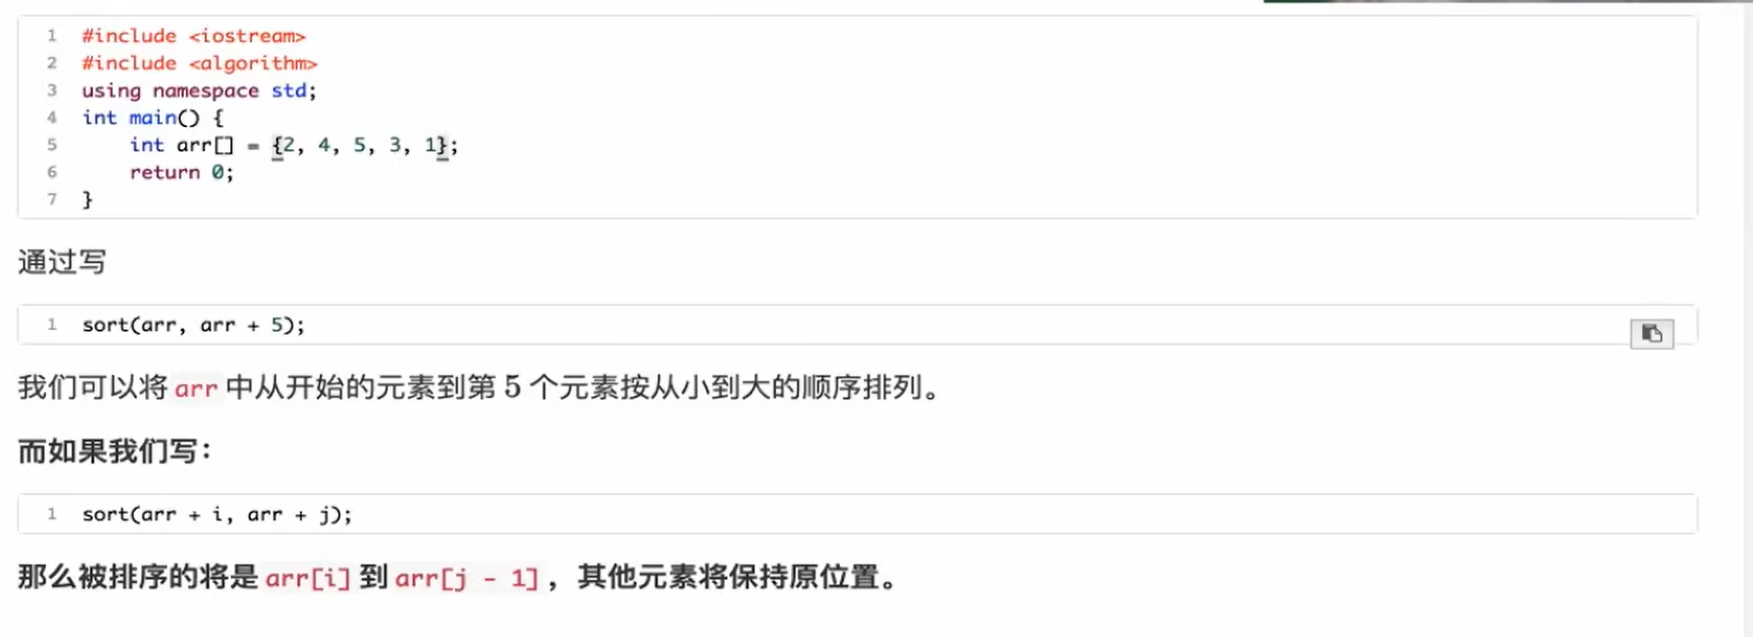 1 #include <iostream>
2 #include <algorithm>
3 using namespace std;
4 int main() {
5     int arr[] = {2, 4, 5, 3, 1};
6     return 0;
7 }
通过写
1 sort(arr, arr + 5);
我们可以将 arr 中从开始的元素到第 5 个元素按从小到大的顺序排列。
而如果我们写：
1 sort(arr + i, arr + j);
那么被排序的将是 arr[i] 到 arr[j - 1] ，其他元素将保持原位置。